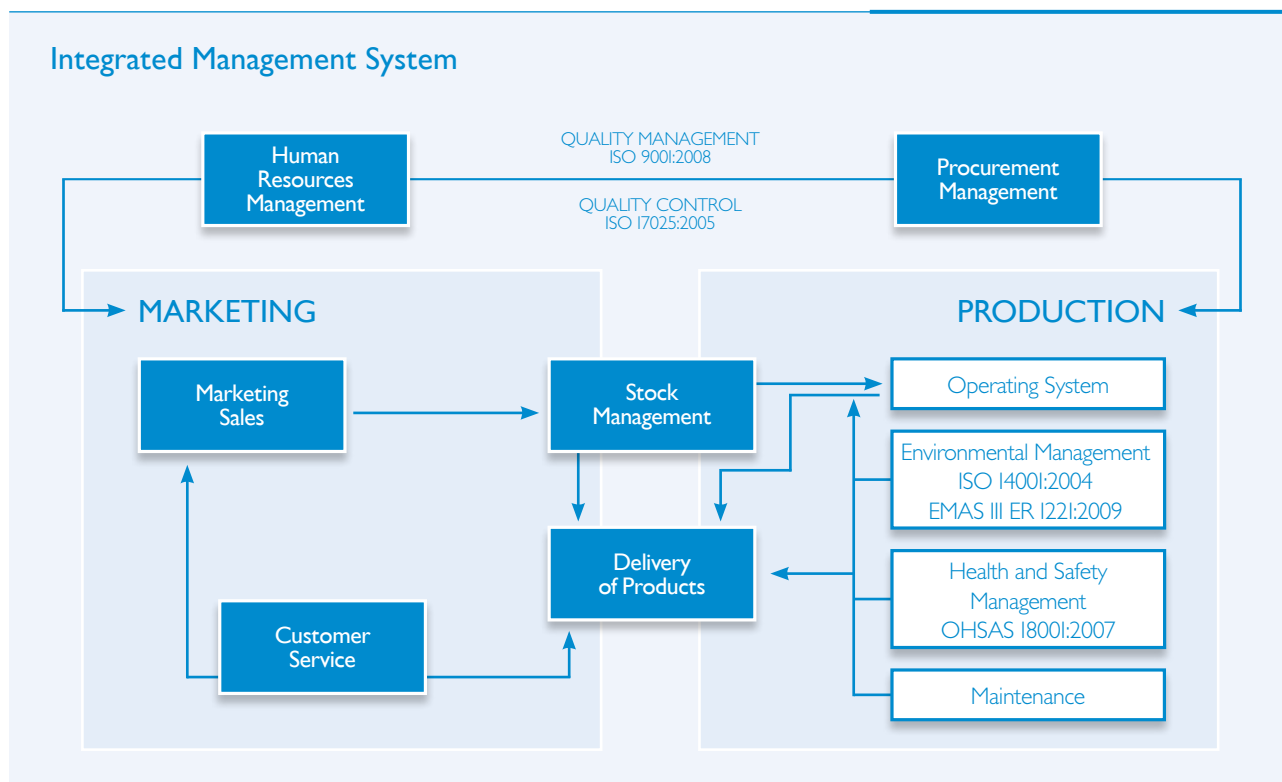 Integrated Management System
Human
Resources
Management
QUALITY MANAGEMENT
ISO 9001:2008
QUALITY CONTROL
ISO 17025:2005
Procurement
Management
MARKETING
PRODUCTION
Marketing
Sales
Stock
Management
Operating System
Environmental Management
ISO 14001:2004
EMAS III ER 1221:2009
Delivery
of Products
Health and Safety
Management
OHSAS 18001:2007
Customer
Service
Maintenance